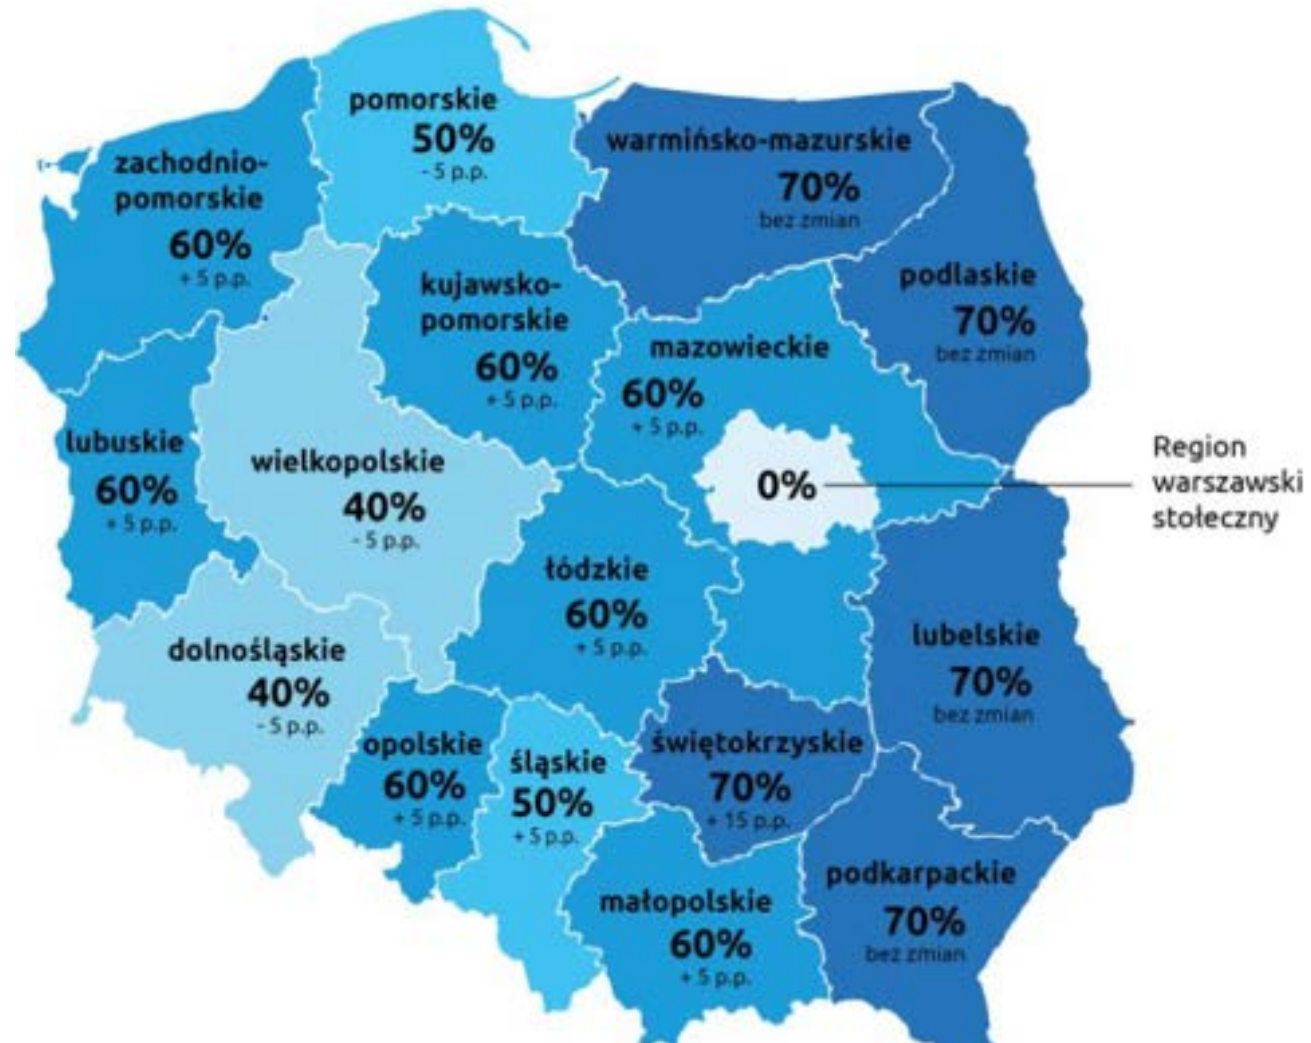 pomorskie
50%
- 5 p.p.
warmińsko-mazurskie
70%
bez zmian
zachodnio-
pomorskie
60%
+ 5 p.p.
podlaskie
70%
bez zmian
kujawsko-
pomorskie
60%
+ 5 p.p.
mazowieckie
60%
+ 5 p.p.
lubuskie
60%
+ 5 p.p.
wielkopolskie
40%
- 5 p.p.
0%
Region
warszawski
stołeczny
łódzkie
60%
+ 5 p.p.
lubelskie
70%
bez zmian
dolnośląskie
40%
- 5 p.p.
opolskie
60%
+ 5 p.p.
śląskie
50%
+ 5 p.p.
świętokrzyskie
70%
+ 15 p.p.
małopolskie
60%
+ 5 p.p.
podkarpackie
70%
bez zmian